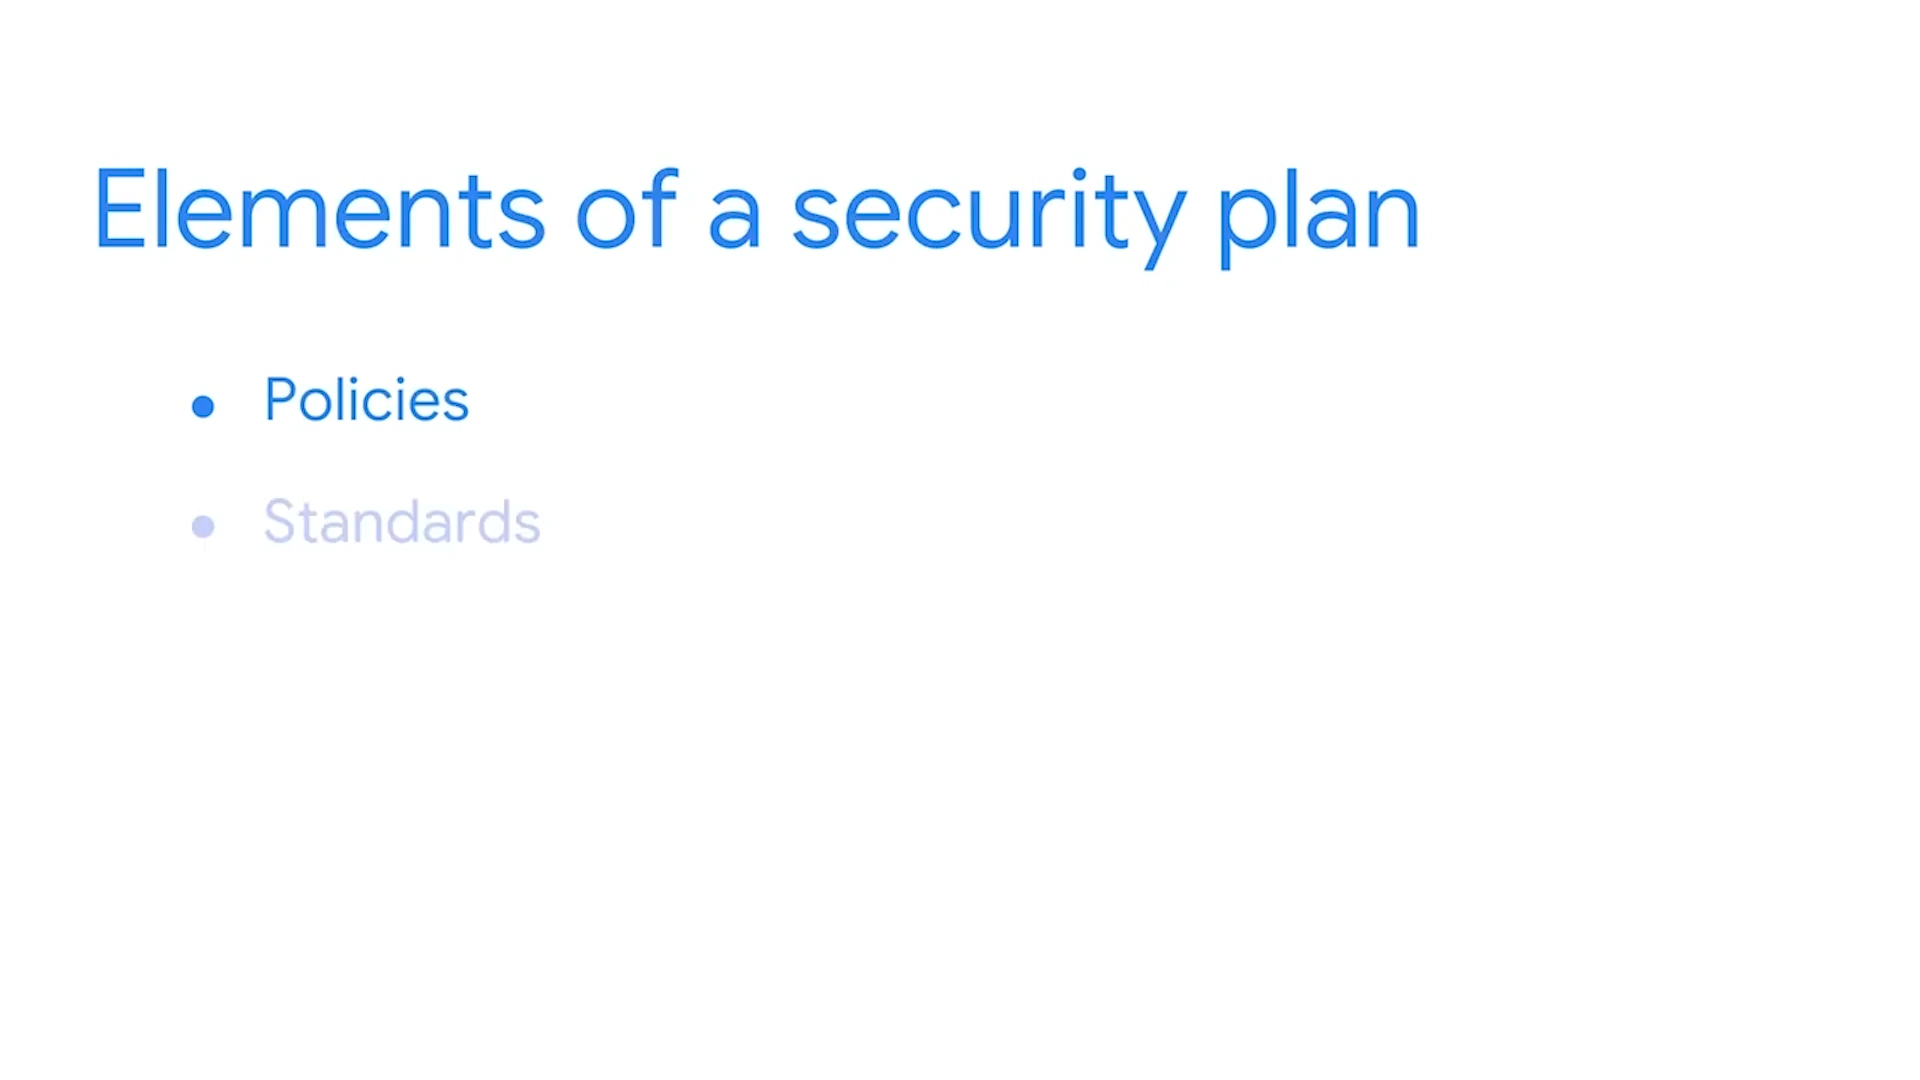 Elements of a security plan
• Policies
• Standards